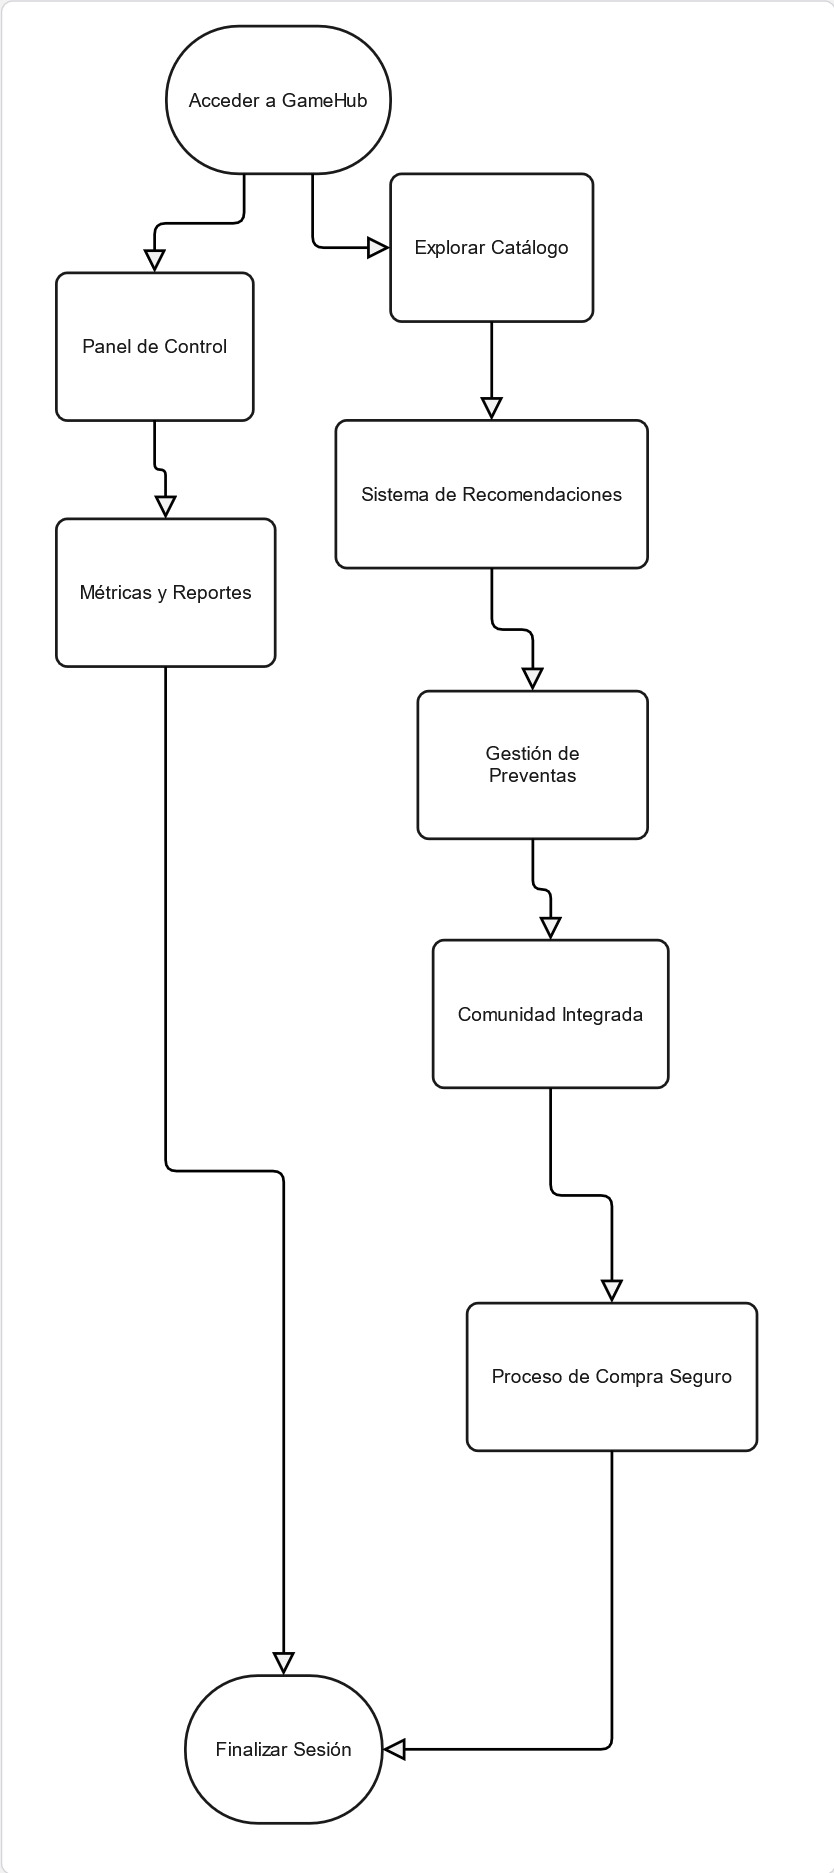 Acceder a GameHub
Explorar Catálogo
Panel de Control
Sistema de Recomendaciones
Métricas y Reportes
Gestión de
Preventas
Comunidad Integrada
Proceso de Compra Seguro
Finalizar Sesión